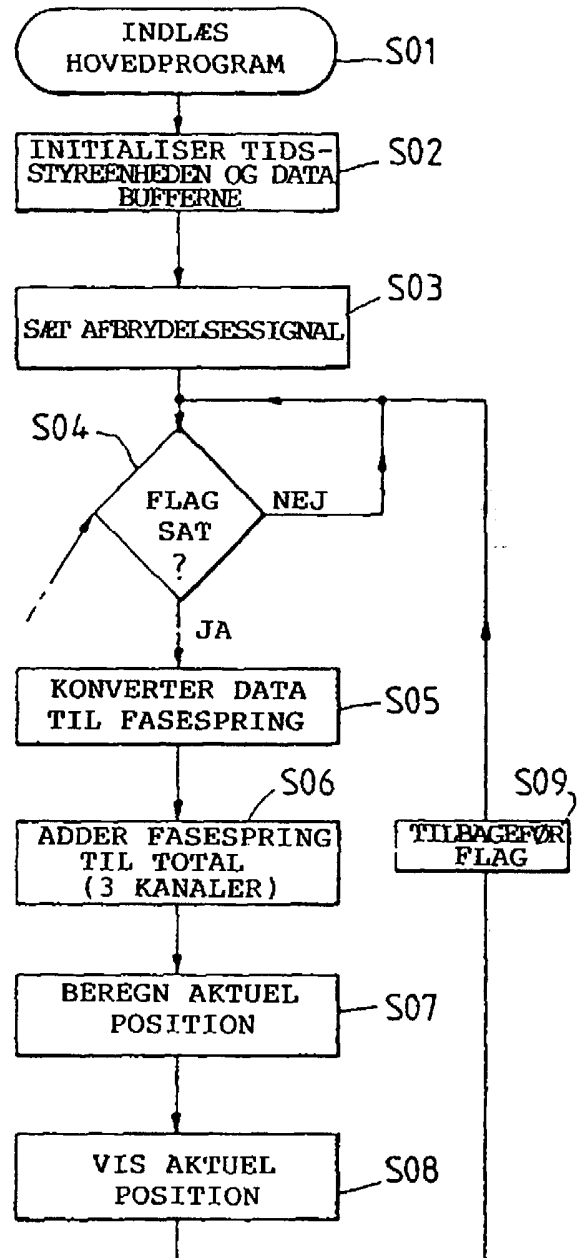 INDLÆS
HOVEDPROGRAM
S01
INITIALISER TIDS-
STYREENHEDEN OG DATA
BUFFERNE
S02
SÆT AFBRYDELSESSIGNAL
S03
S04
FLAG
SAT
?
NEJ
JA
KONVERTER DATA
TIL FASESPRING
S05
S06
ADDER FASESPRING
TIL TOTAL
(3 KANALER)
S09
TILBAGEFØR
FLAG
BEREGN AKTUEL
POSITION
S07
VIS AKTUEL
POSITION
S08